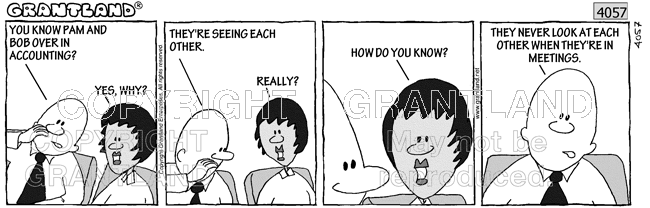 GRANTLAND®
4057
YOU KNOW PAM AND
BOB OVER IN
ACCOUNTING?
YES, WHY?
THEY'RE SEEING EACH
OTHER.
REALLY?
HOW DO YOU KNOW?
THEY NEVER LOOK AT EACH
OTHER WHEN THEY'RE IN
MEETINGS.
4057
Copyright Grantland Enterprises. All rights reserved.
www.grantland.net
COPYRIGHT GRANTLAND
COPYRIGHT May not be
GRANTLAND reproduced